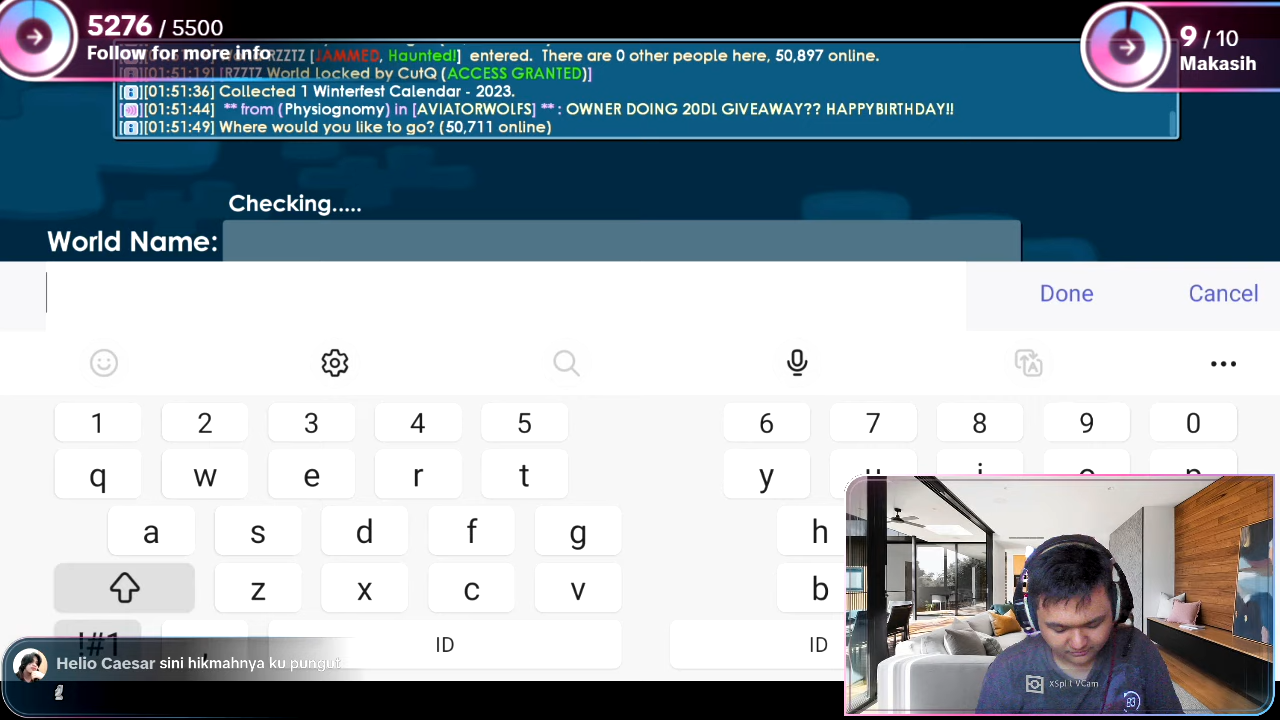 5276 / 5500
Follow for more info
9 / 10
Makasih
World RZZTZ [JAMMED, Haunted!] entered. There are 0 other people here, 50,897 online.
[01:51:19] [RZZTZ World Locked by CutQ (ACCESS GRANTED)]
[01:51:36] Collected 1 Winterfest Calendar - 2023.
[01:51:44] ** from (Physiognomy) in [AVIATORWOLFS] ** : OWNER DOING 20DL GIVEAWAY?? HAPPYBIRTHDAY!!
[01:51:49] Where would you like to go? (50,711 online)
Checking.....
World Name:
Done Cancel
1 2 3 4 5 6 7 8 9 0
q w e r t y u i o p
a s d f g h
z x c v b
!#1 , ID ID
Helio Caesar sini hikmahnya ku pungut
XSplit VCam